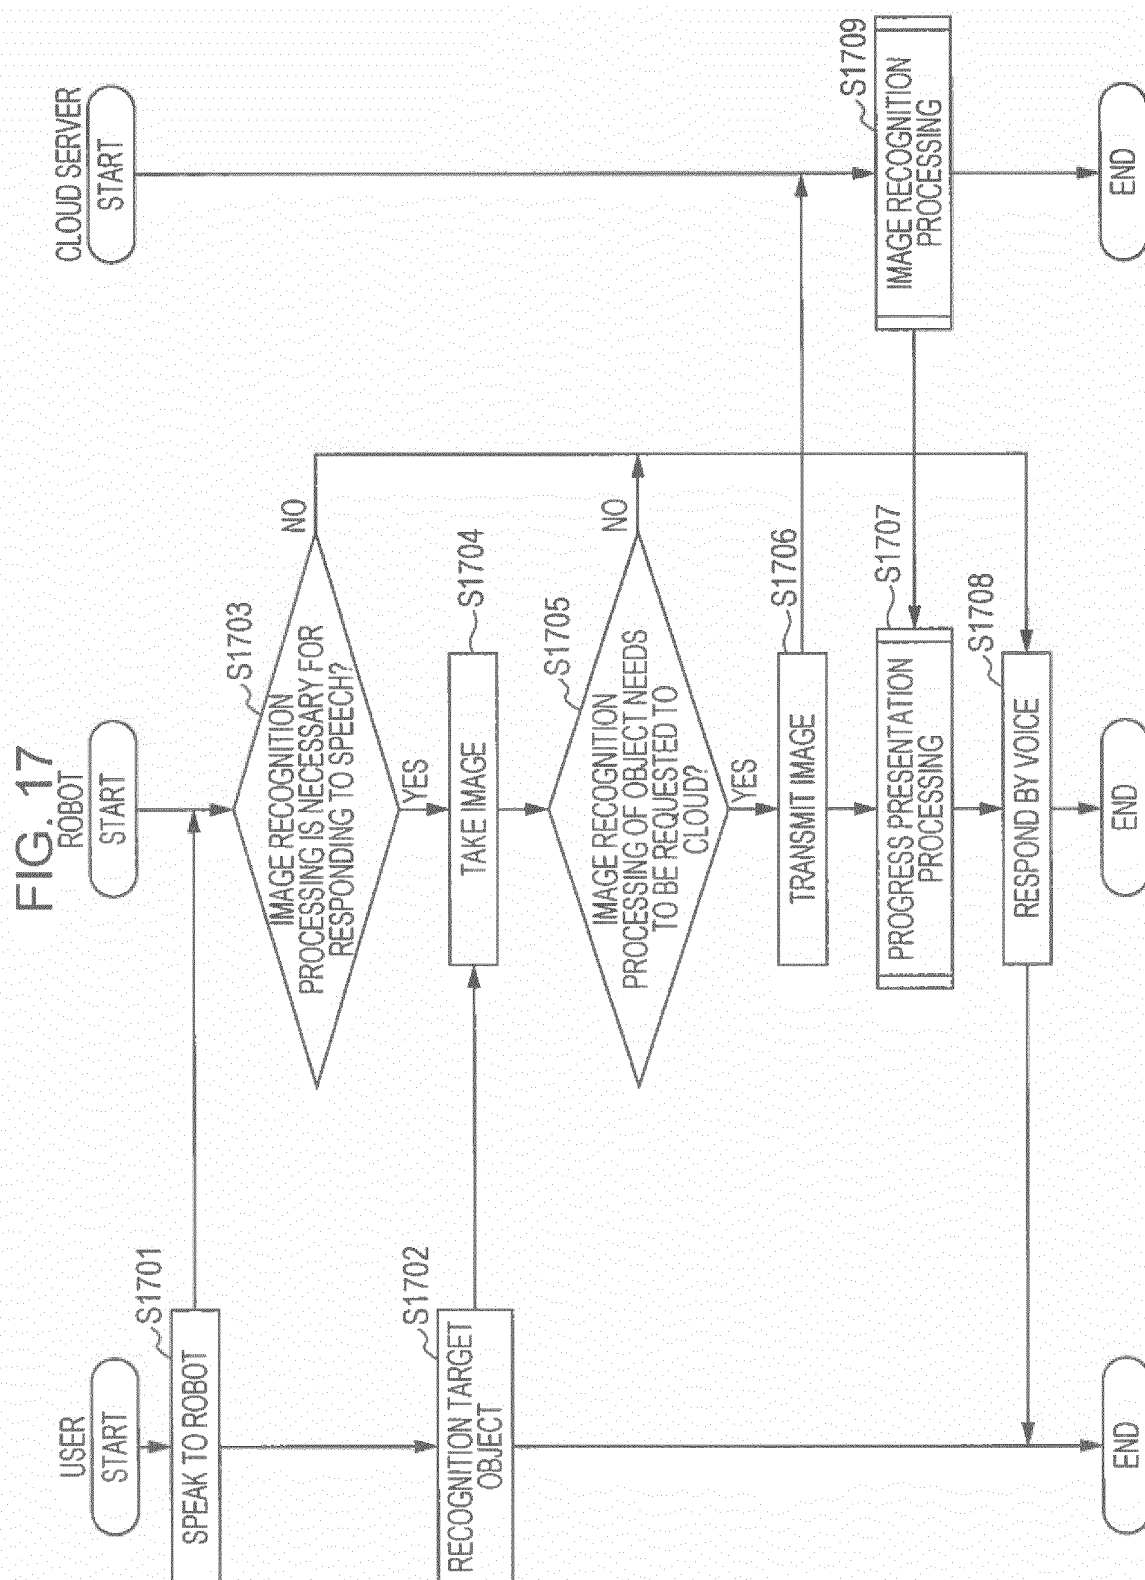 FIG. 17
USER
START
SPEAK TO ROBOT
S1701
RECOGNITION TARGET
OBJECT
S1702
END
ROBOT
START
IMAGE RECOGNITION
PROCESSING IS NECESSARY FOR
RESPONDING TO SPEECH?
S1703
NO
YES
TAKE IMAGE
S1704
IMAGE RECOGNITION
PROCESSING OF OBJECT NEEDS
TO BE REQUESTED TO
CLOUD?
S1705
NO
YES
TRANSMIT IMAGE
S1706
PROGRESS PRESENTATION
PROCESSING
S1707
RESPOND BY VOICE
S1708
END
CLOUD SERVER
START
IMAGE RECOGNITION
PROCESSING
S1709
END